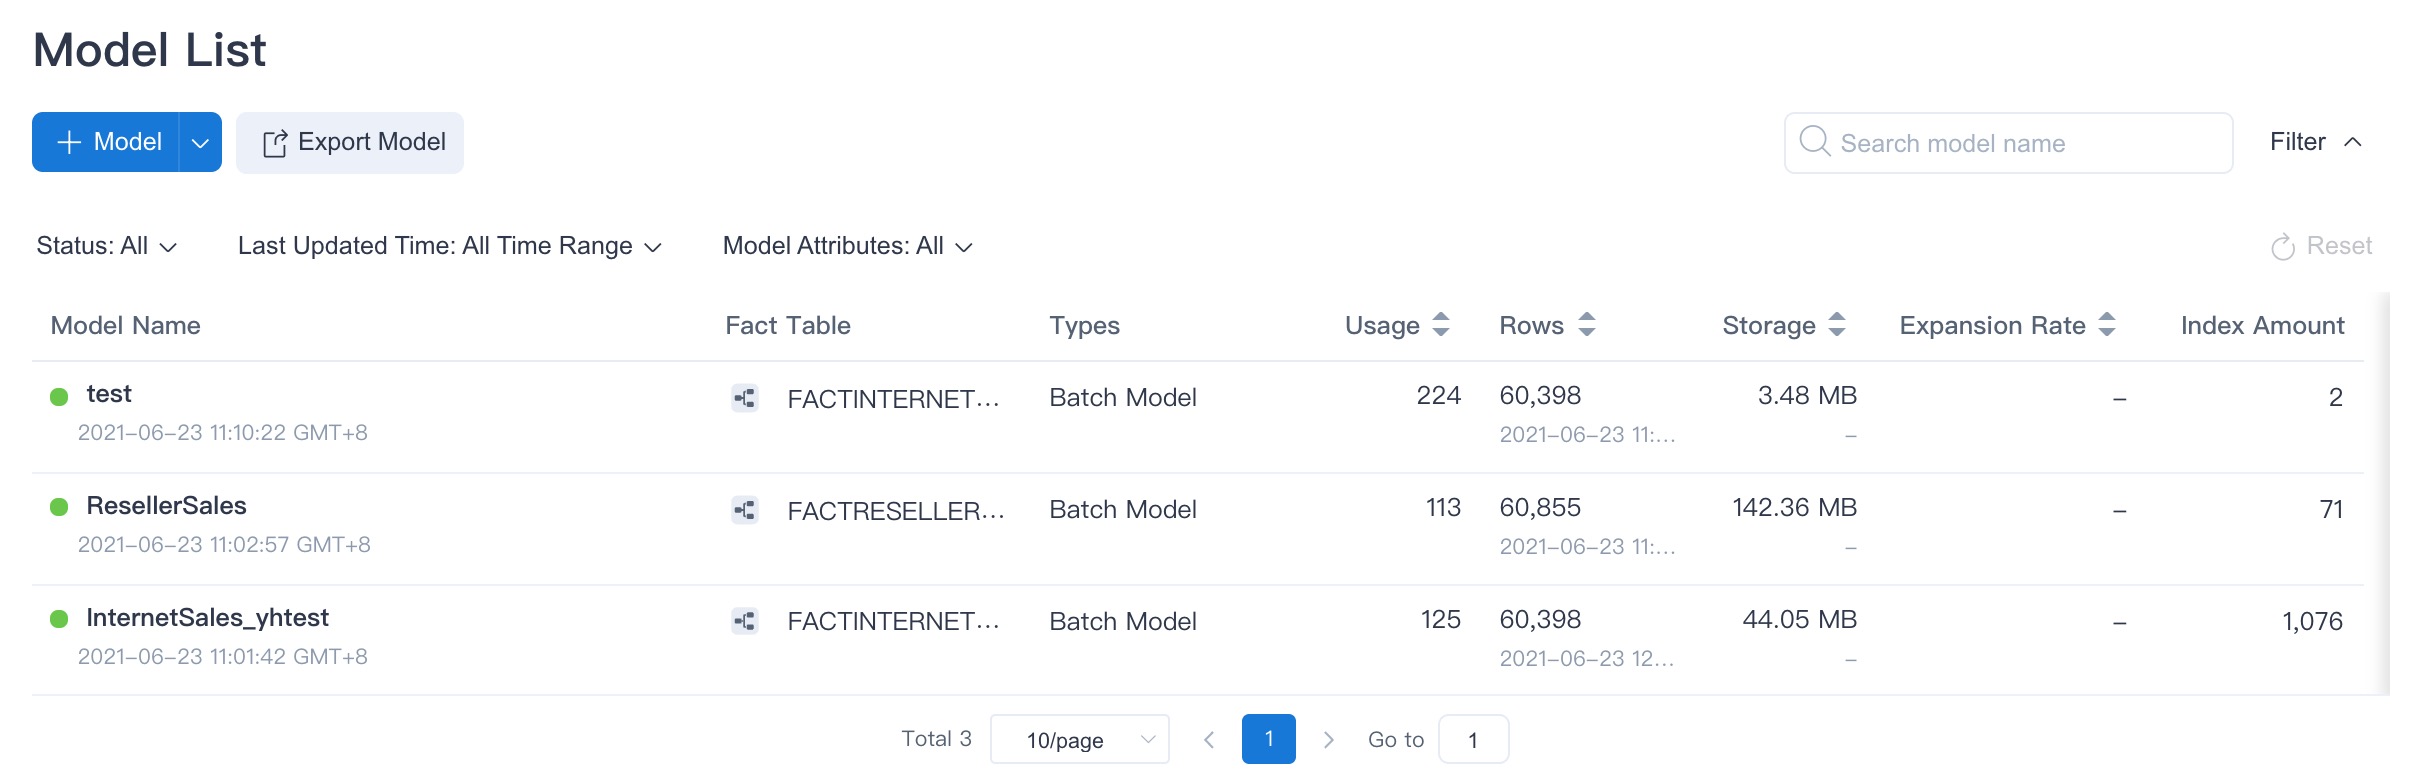 Model List
Model Export Model Search model name Filter
Status: All Last Updated Time: All Time Range Model Attributes: All Reset
Model Name Fact Table Types Usage Rows Storage Expansion Rate Index Amount
test FACTINTERNET... Batch Model 224 60,398 3.48 MB – 2
2021–06–23 11:10:22 GMT+8 2021–06–23 11:... –
ResellerSales FACTRESELLER... Batch Model 113 60,855 142.36 MB – 71
2021–06–23 11:02:57 GMT+8 2021–06–23 11:... –
InternetSales_yhtest FACTINTERNET... Batch Model 125 60,398 44.05 MB – 1,076
2021–06–23 11:01:42 GMT+8 2021–06–23 12... –
Total 3 10/page 1 Go to 1